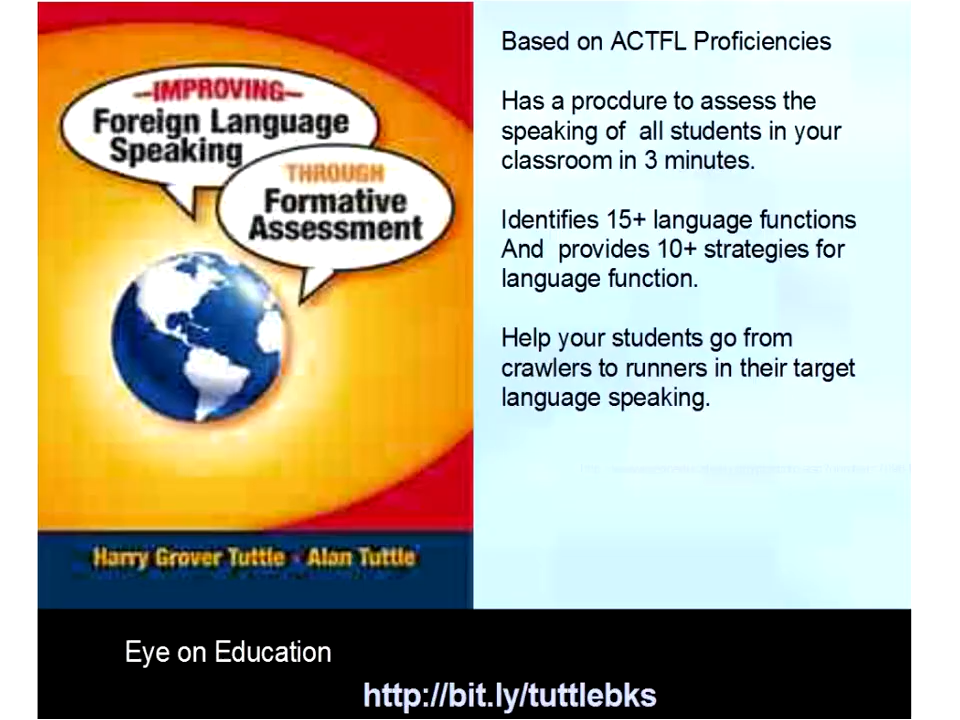 —IMPROVING—
Foreign Language
Speaking
THROUGH
Formative
Assessment
Harry Grover Tuttle - Alan Tuttle
Based on ACTFL Proficiencies
Has a procdure to assess the
speaking of all students in your
classroom in 3 minutes.
Identifies 15+ language functions
And provides 10+ strategies for
language function.
Help your students go from
crawlers to runners in their target
language speaking.
Eye on Education
http://bit.ly/tuttlebks